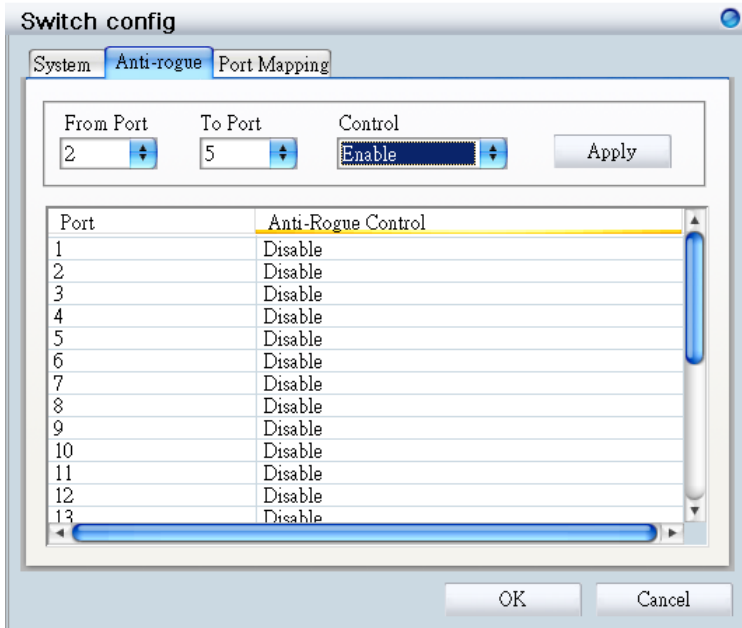 Switch config
System Anti-rogue Port Mapping
From Port To Port Control
2 5 Enable Apply
Port Anti-Rogue Control
1 Disable
2 Disable
3 Disable
4 Disable
5 Disable
6 Disable
7 Disable
8 Disable
9 Disable
10 Disable
11 Disable
12 Disable
13 Disable
OK Cancel